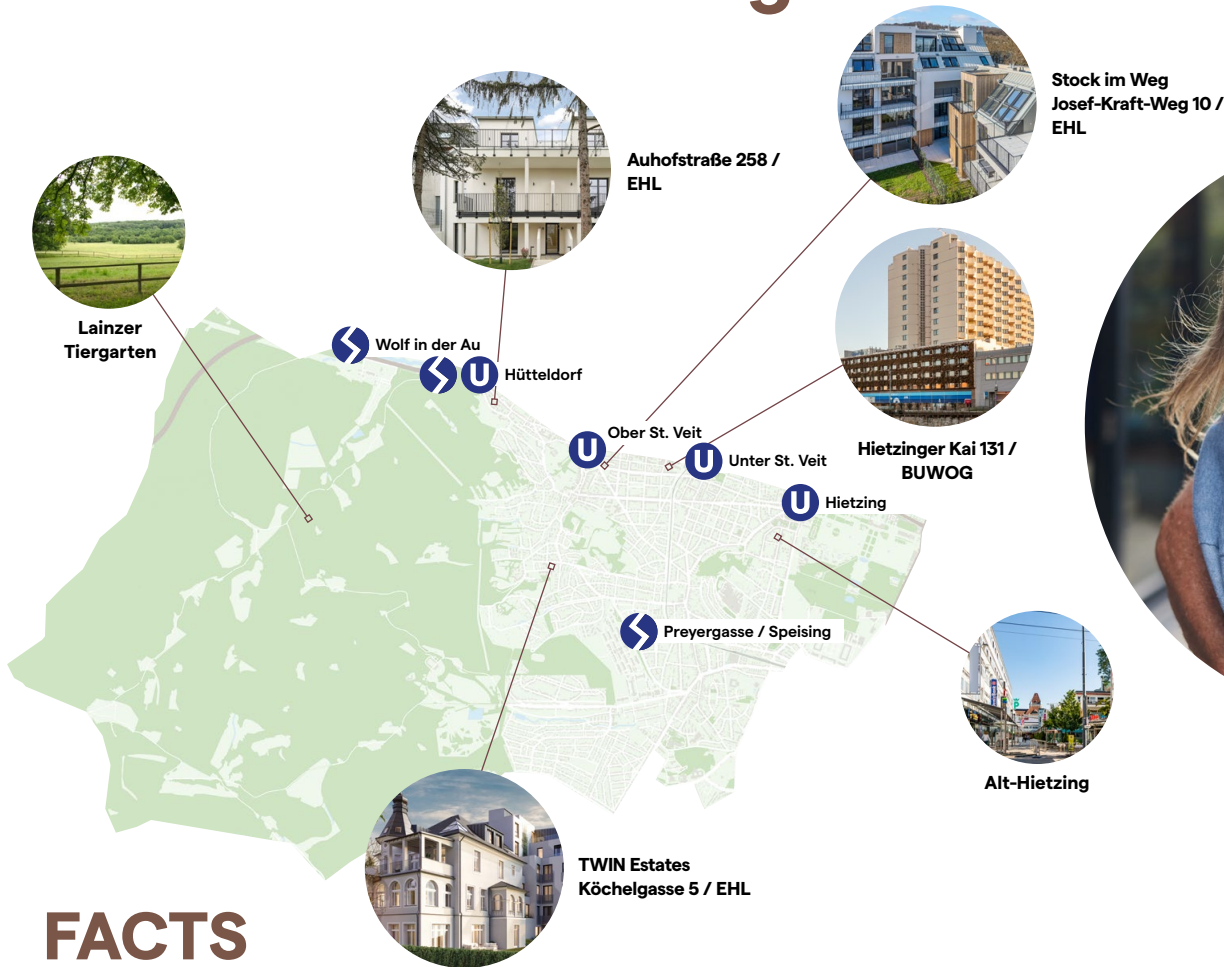 g
Stock im Weg
Josef-Kraft-Weg 10 /
EHL
Auhofstraße 258 /
EHL
Lainzer
Tiergarten
Wolf in der Au
U
Hütteldorf
U
Ober St. Veit
U
Unter St. Veit
Hietzinger Kai 131 /
BUWOG
U
Hietzing
Preyergasse / Speising
Alt-Hietzing
TWIN Estates
Köchelgasse 5 / EHL
FACTS